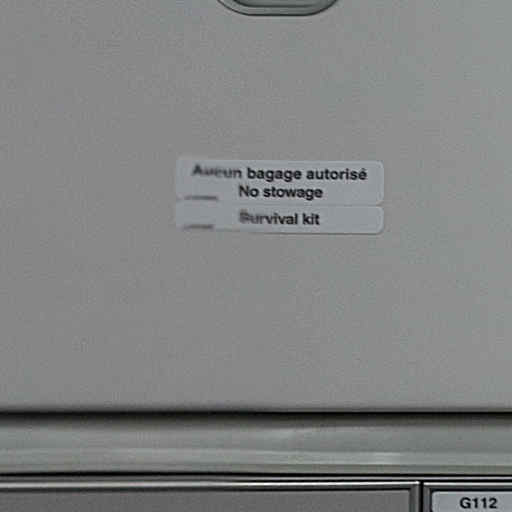 Aucun bagage autorisé
No stowage
Survival kit
G112